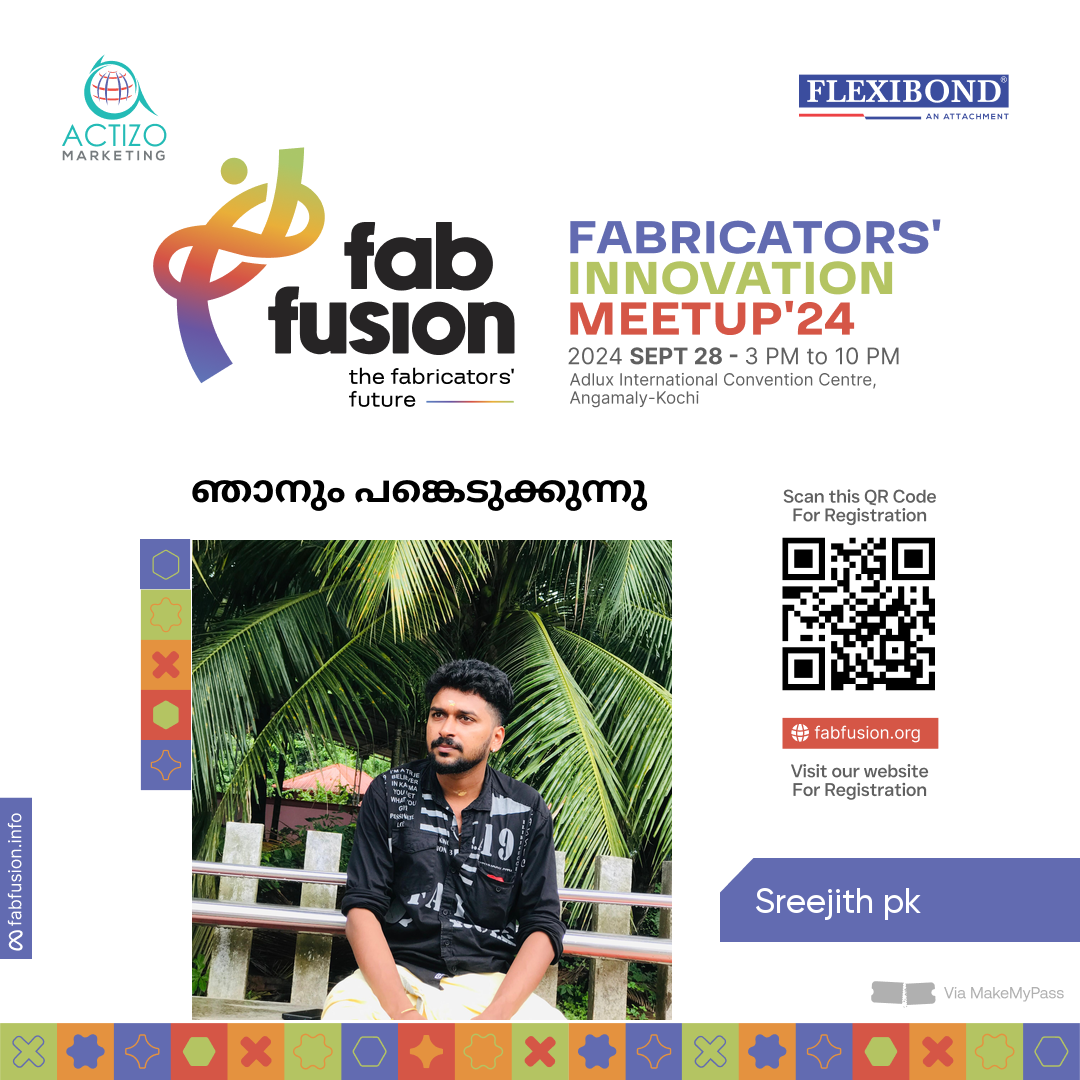 ACTIZO
MARKETING
FLEXIBOND®
AN ATTACHMENT
fab
fusion
the fabricators'
future
FABRICATORS'
INNOVATION
MEETUP'24
2024 SEPT 28 - 3 PM to 10 PM
Adlux International Convention Centre,
Angamaly-Kochi
ഞാനും പങ്കെടുക്കുന്നു
Scan this QR Code
For Registration
fabfusion.org
Visit our website
For Registration
fabfusion.info
19
Sreejith pk
Via MakeMyPass